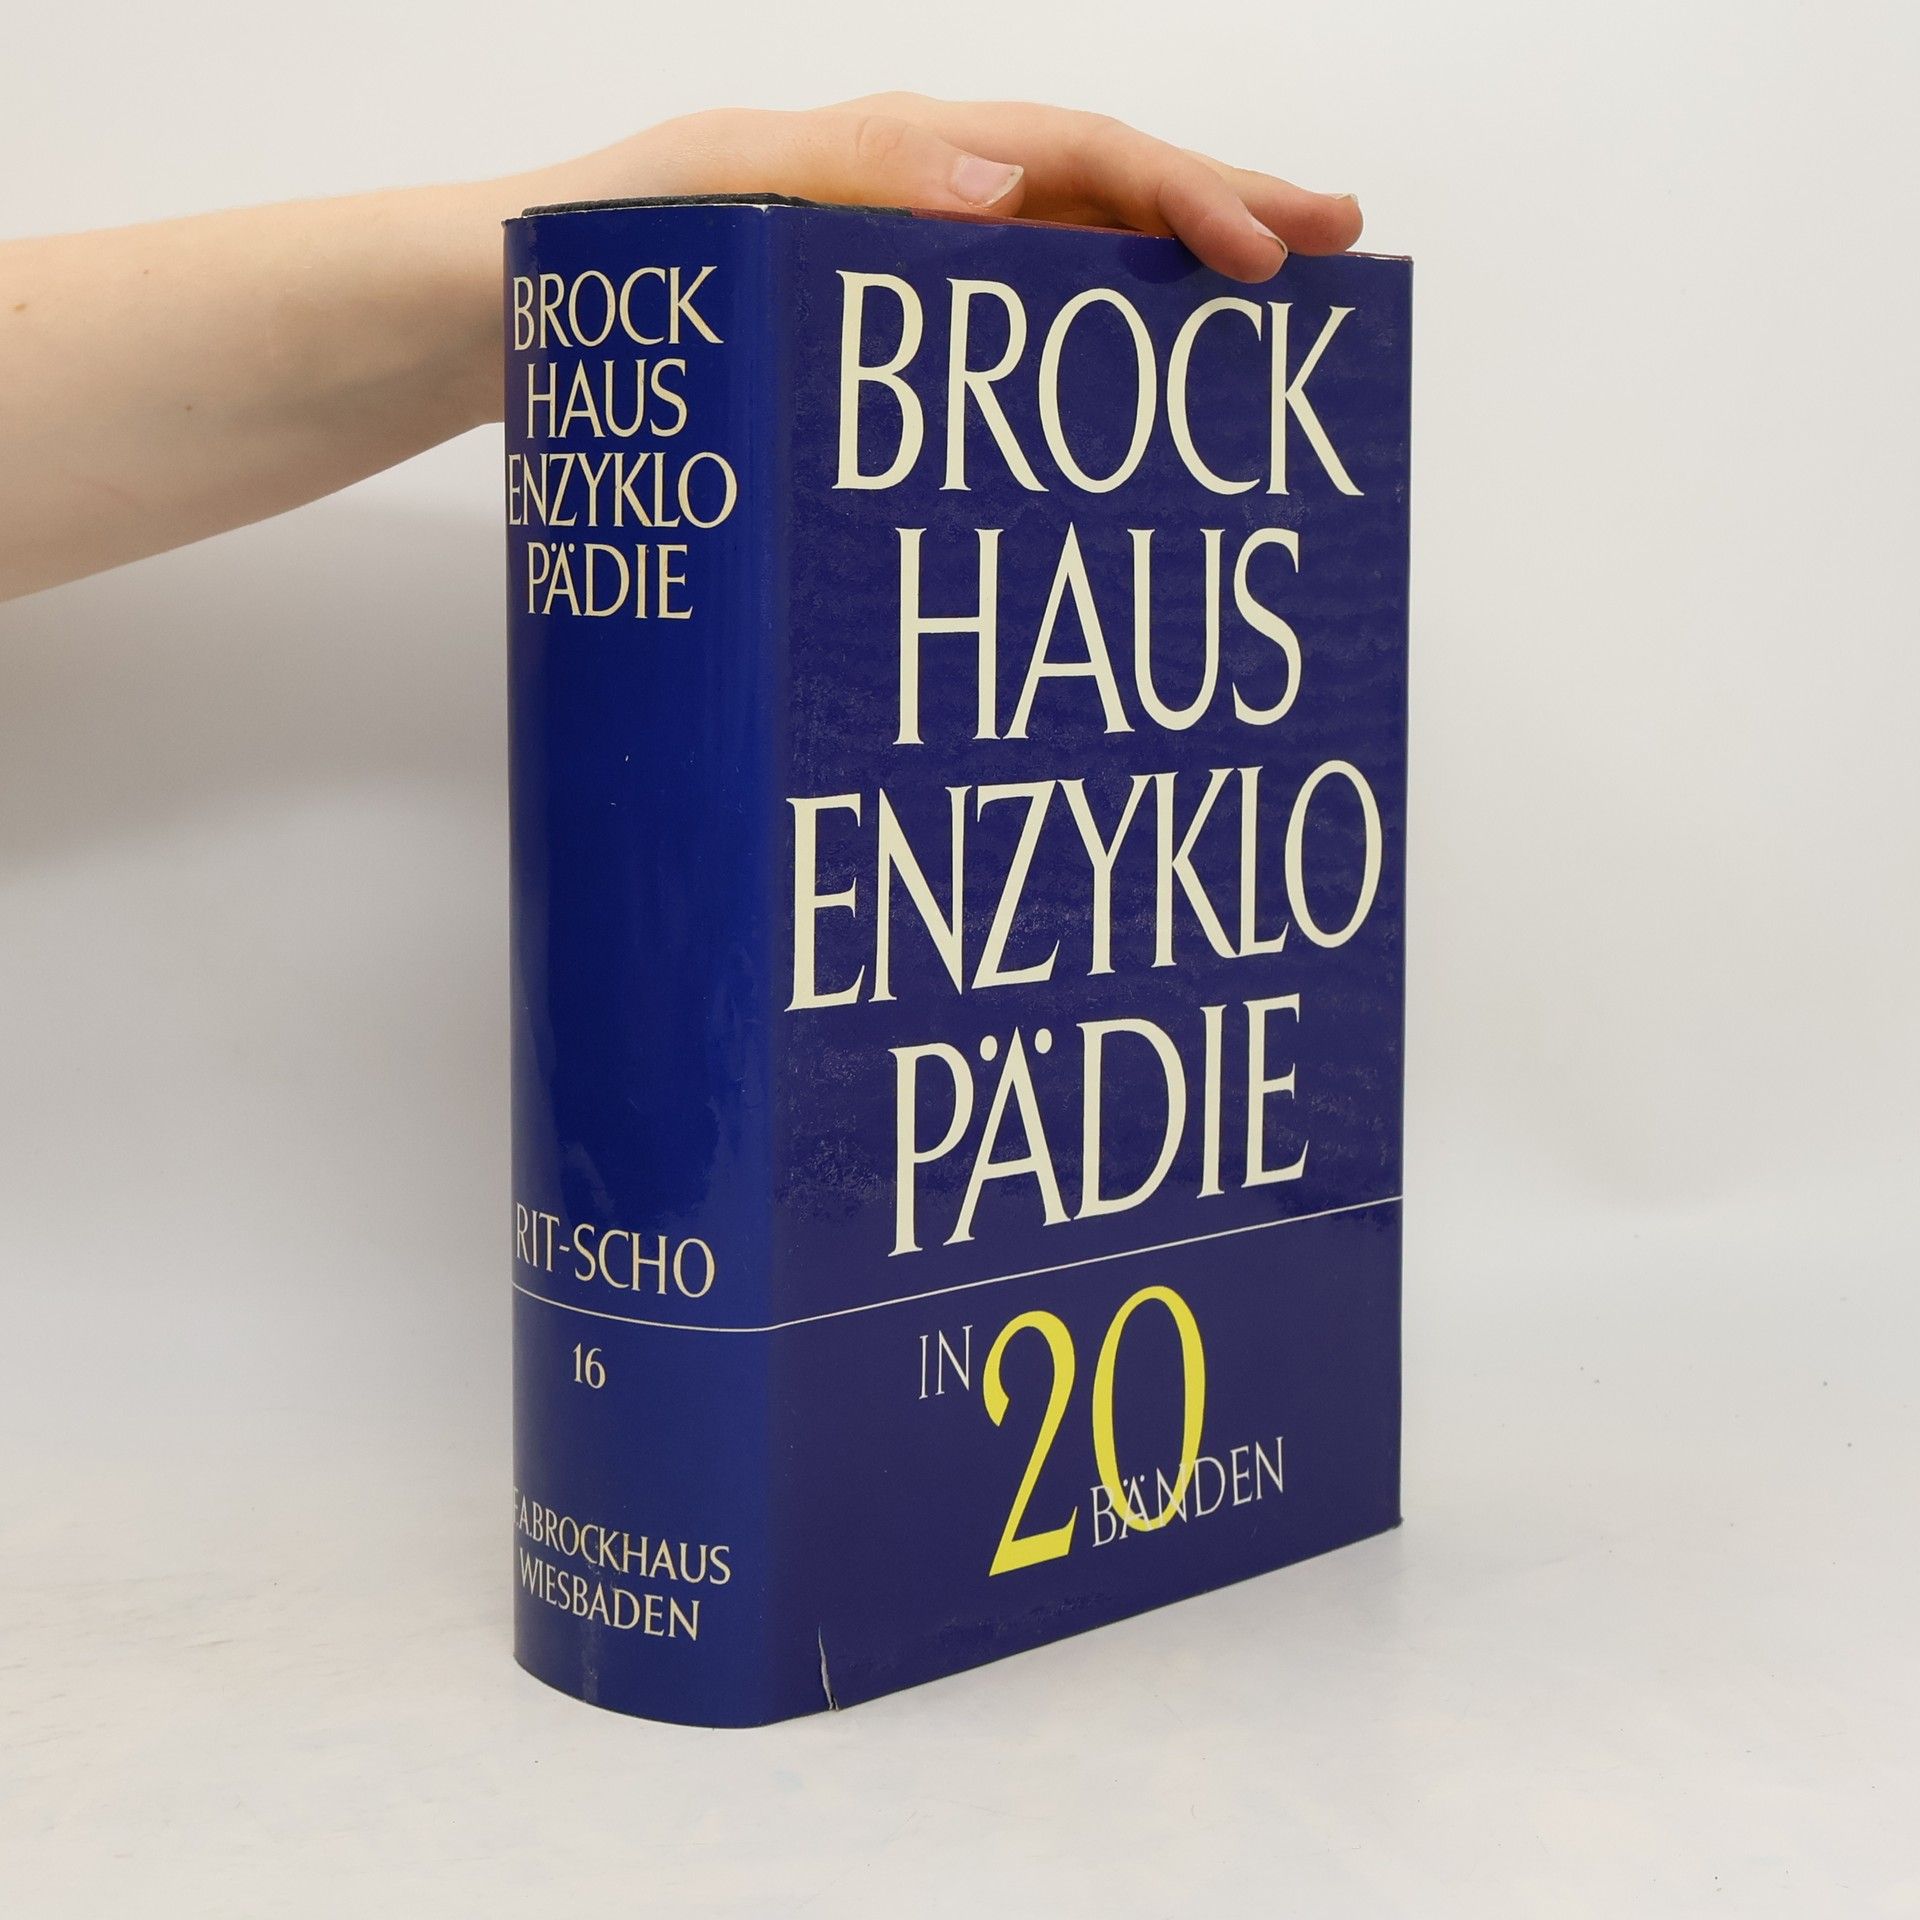 BROCK
HAUS
ENZYKLO
PÄDIE
RIT-SCHO
16
F.A.BROCKHAUS
WIESBADEN
BROCK
HAUS
ENZYKLO
PÄDIE
IN 20
BÄNDEN